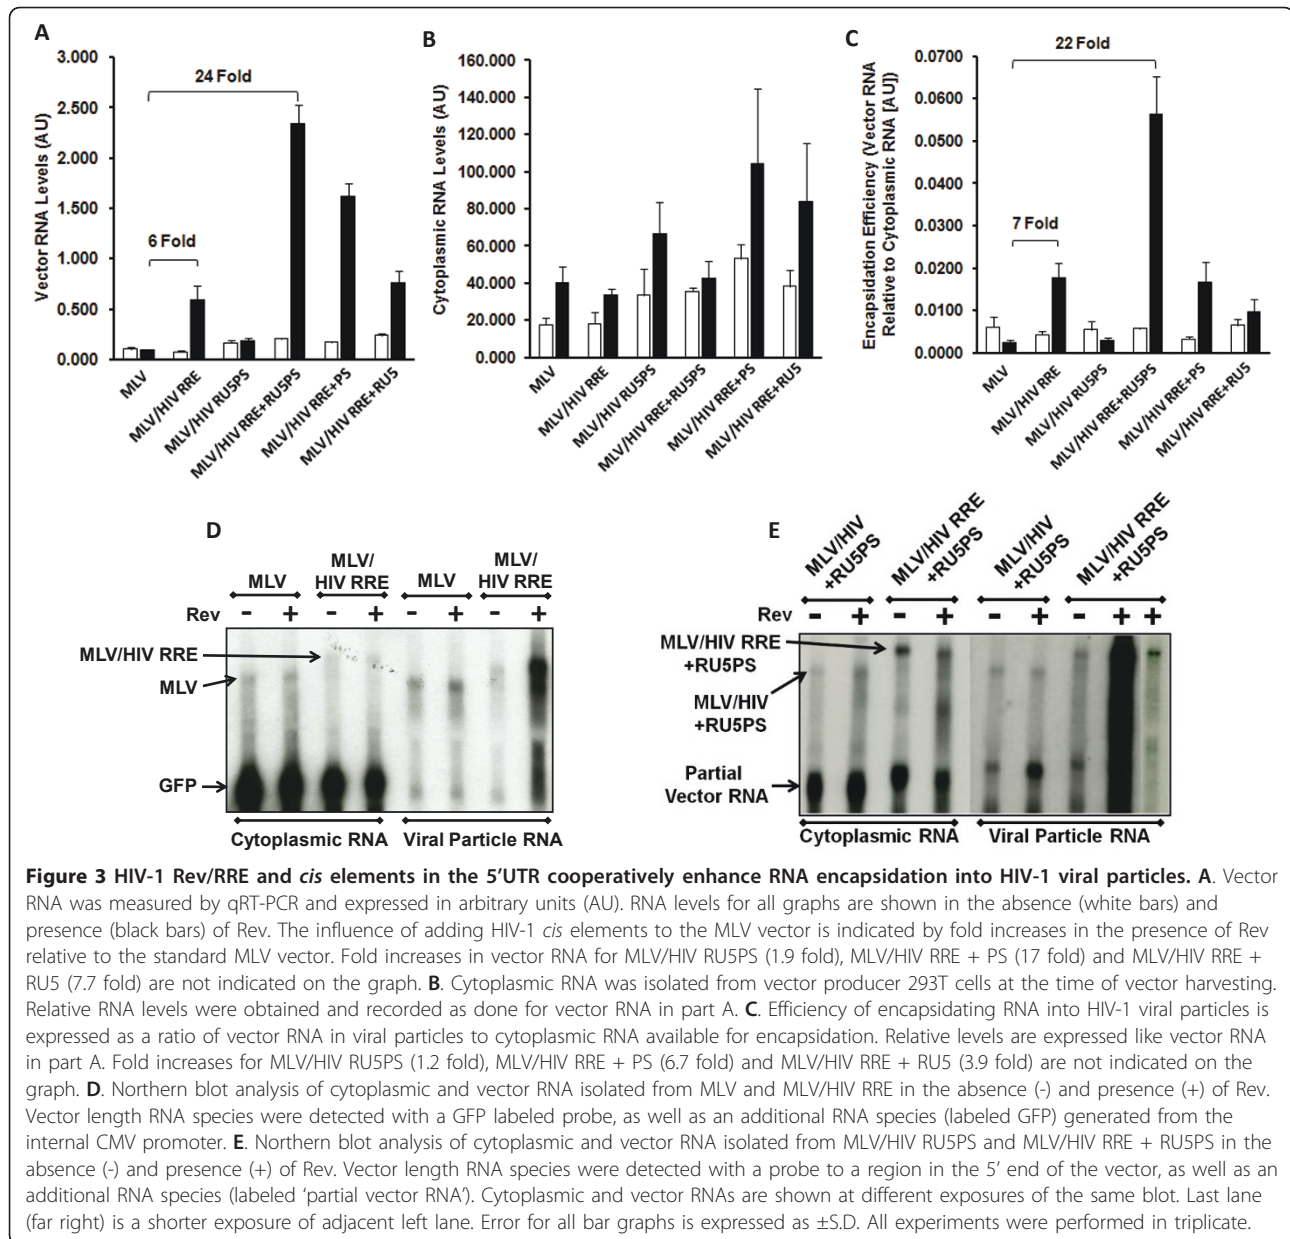 A
3.000
2.500
2.000
1.500
1.000
0.500
0.000
Vector RNA Levels (AU)
24 Fold
6 Fold
MLV
MLV/HIV RRE
MLV/HIV RU5PS
MLV/HIV RRE+RU5PS
MLV/HIV RRE+PS
MLV/HIV RRE+RU5
B
160.000
140.000
120.000
100.000
80.000
60.000
40.000
20.000
0.000
Cytoplasmic RNA Levels (AU)
MLV
MLV/HIV RRE
MLV/HIV RU5PS
MLV/HIV RRE+RU5PS
MLV/HIV RRE+PS
MLV/HIV RRE+RU5
C
0.0700
0.0600
0.0500
0.0400
0.0300
0.0200
0.0100
0.0000
Encapsidation Efficiency (Vector RNA
Relative to Cytoplasmic RNA [AU])
22 Fold
7 Fold
MLV
MLV/HIV RRE
MLV/HIV RU5PS
MLV/HIV RRE+RU5PS
MLV/HIV RRE+PS
MLV/HIV RRE+RU5
D
MLV
MLV/
HIV RRE
MLV
MLV/
HIV RRE
Rev - + - + - + - +
MLV/HIV RRE
MLV
GFP
Cytoplasmic RNA
Viral Particle RNA
E
MLV/HIV
+RU5PS
MLV/HIV RRE
+RU5PS
MLV/HIV
+RU5PS
MLV/HIV RRE
+RU5PS
Rev - + - + - + - + +
MLV/HIV RRE
+RU5PS
MLV/HIV
+RU5PS
Partial
Vector RNA
Cytoplasmic RNA
Viral Particle RNA
Figure 3 HIV-1 Rev/RRE and cis elements in the 5'UTR cooperatively enhance RNA encapsidation into HIV-1 viral particles. A. Vector
RNA was measured by qRT-PCR and expressed in arbitrary units (AU). RNA levels for all graphs are shown in the absence (white bars) and
presence (black bars) of Rev. The influence of adding HIV-1 cis elements to the MLV vector is indicated by fold increases in the presence of Rev
relative to the standard MLV vector. Fold increases in vector RNA for MLV/HIV RU5PS (1.9 fold), MLV/HIV RRE + PS (17 fold) and MLV/HIV RRE +
RU5 (7.7 fold) are not indicated on the graph. B. Cytoplasmic RNA was isolated from vector producer 293T cells at the time of vector harvesting.
Relative RNA levels were obtained and recorded as done for vector RNA in part A. C. Efficiency of encapsidating RNA into HIV-1 viral particles is
expressed as a ratio of vector RNA in viral particles to cytoplasmic RNA available for encapsidation. Relative levels are expressed like vector RNA
in part A. Fold increases for MLV/HIV RU5PS (1.2 fold), MLV/HIV RRE + PS (6.7 fold) and MLV/HIV RRE + RU5 (3.9 fold) are not indicated on the
graph. D. Northern blot analysis of cytoplasmic and vector RNA isolated from MLV and MLV/HIV RRE in the absence (-) and presence (+) of Rev.
Vector length RNA species were detected with a GFP labeled probe, as well as an additional RNA species (labeled GFP) generated from the
internal CMV promoter. E. Northern blot analysis of cytoplasmic and vector RNA isolated from MLV/HIV RU5PS and MLV/HIV RRE + RU5PS in the
absence (-) and presence (+) of Rev. Vector length RNA species were detected with a probe to a region in the 5' end of the vector, as well as an
additional RNA species (labeled 'partial vector RNA'). Cytoplasmic and vector RNAs are shown at different exposures of the same blot. Last lane
(far right) is a shorter exposure of adjacent left lane. Error for all bar graphs is expressed as ±S.D. All experiments were performed in triplicate.